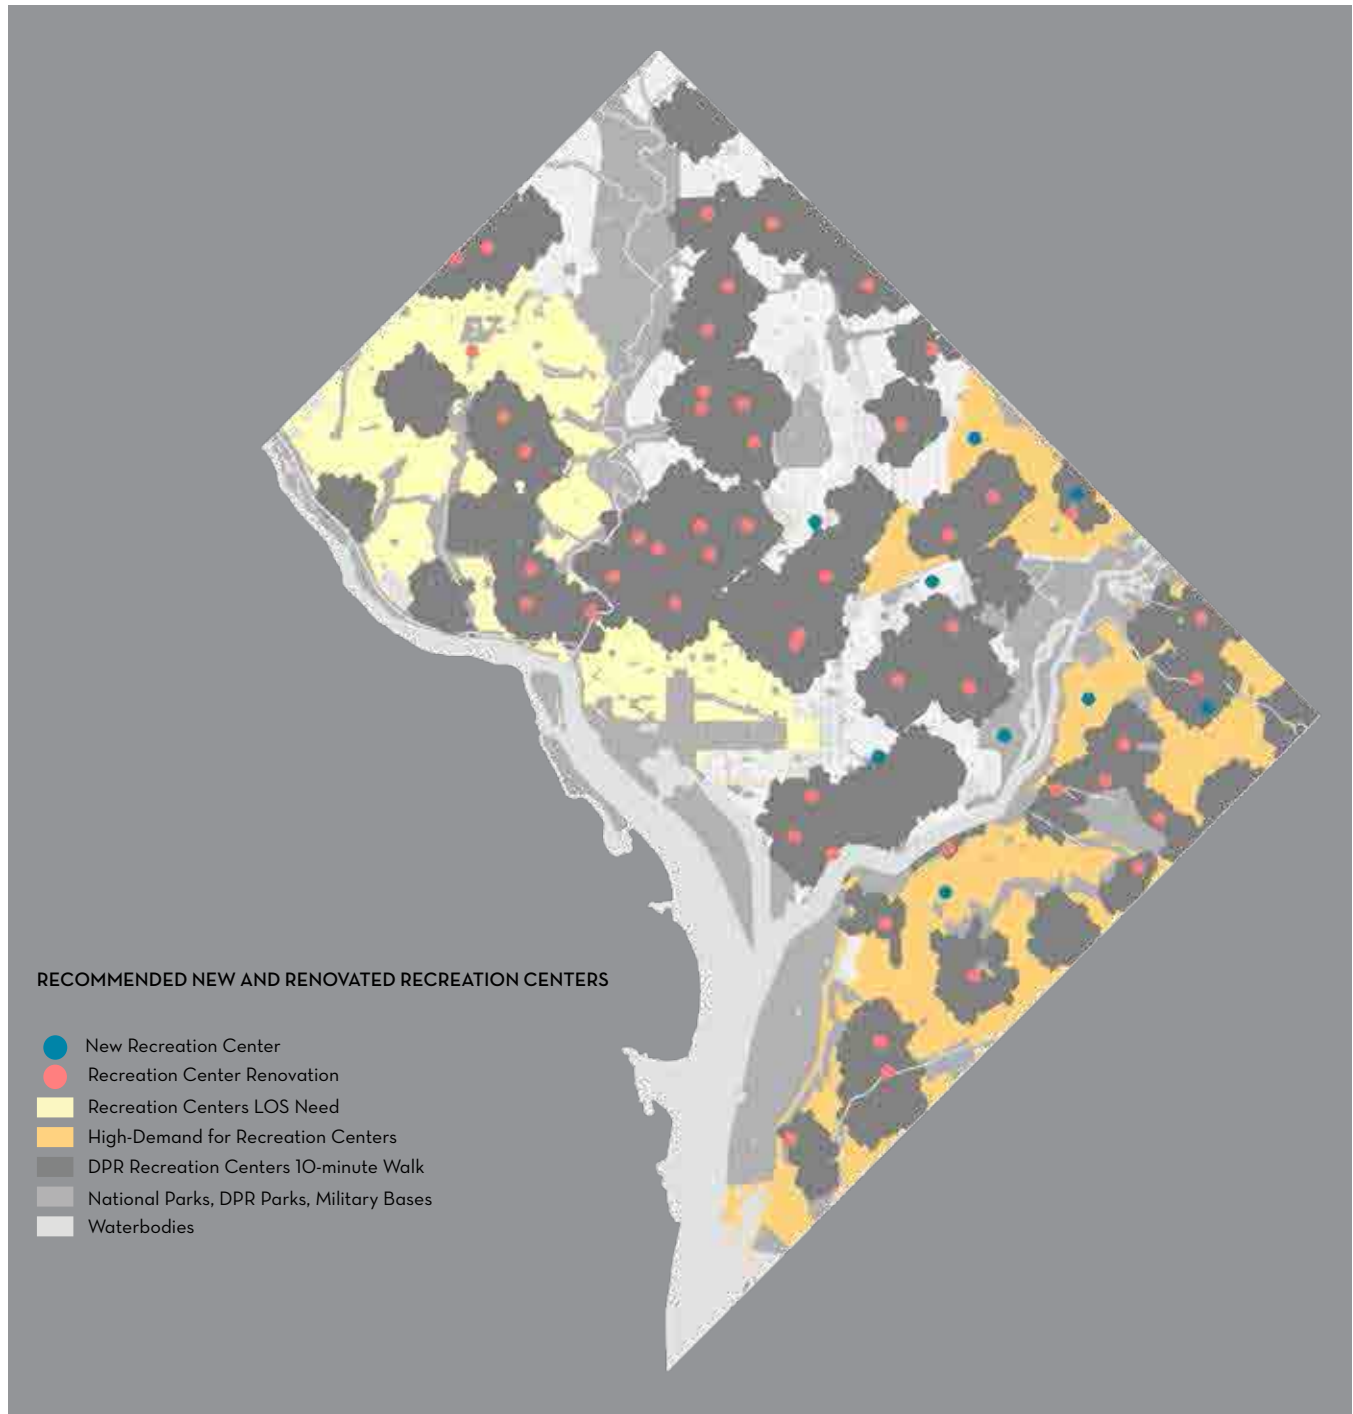 RECOMMENDED NEW AND RENOVATED RECREATION CENTERS
New Recreation Center
Recreation Center Renovation
Recreation Centers LOS Need
High-Demand for Recreation Centers
DPR Recreation Centers 10-minute Walk
National Parks, DPR Parks, Military Bases
Waterbodies